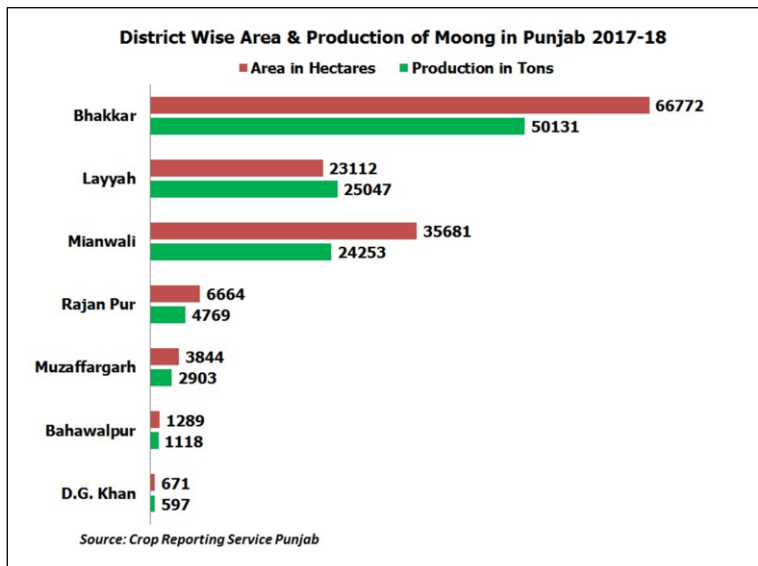 District Wise Area & Production of Moong in Punjab 2017-18
Area in Hectares Production in Tons
Bhakkar
66772
50131
Layyah
23112
25047
Mianwali
35681
24253
Rajan Pur
6664
4769
Muzaffargarh
3844
2903
Bahawalpur
1289
1118
D.G. Khan
671
597
Source: Crop Reporting Service Punjab